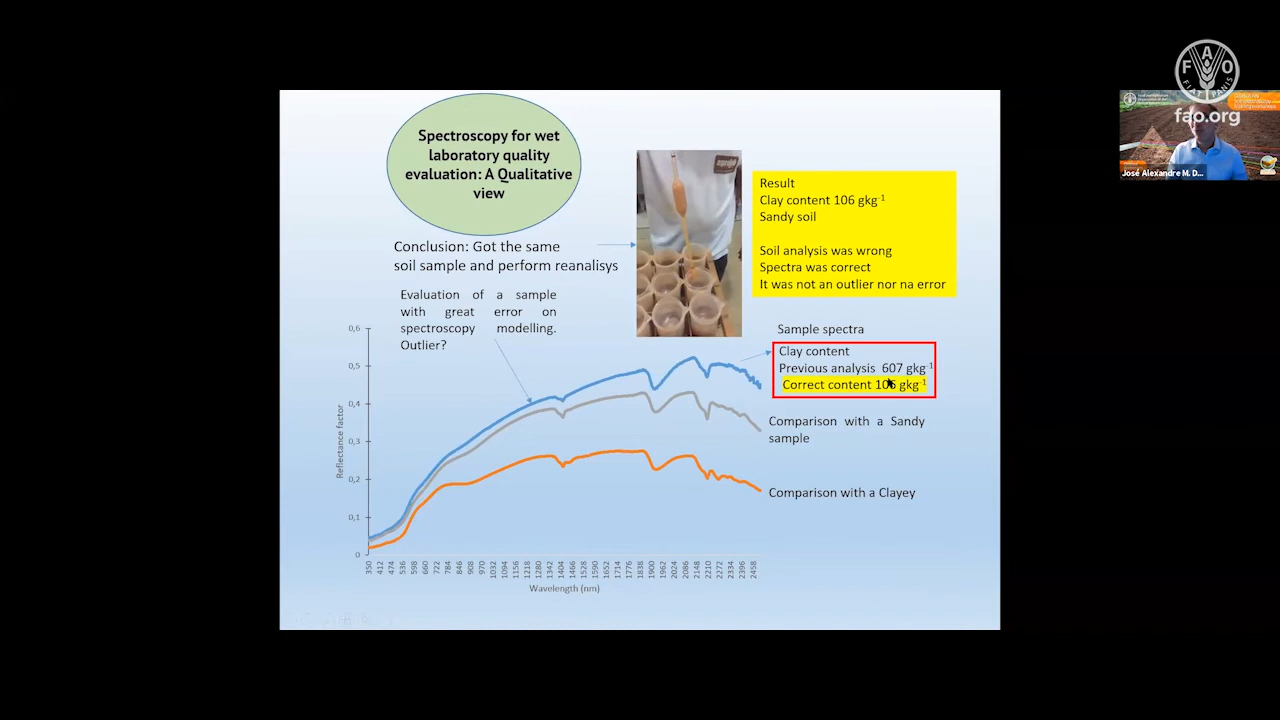 FAO
FIAT PANIS
fao.org
José Alexandre M. D...
Spectroscopy for wet
laboratory quality
evaluation: A Qualitative
view
Conclusion: Got the same
soil sample and perform reanalisys
Evaluation of a sample
with great error on
spectroscopy modelling.
Outlier?
Result
Clay content 106 gkg-1
Sandy soil
Soil analysis was wrong
Spectra was correct
It was not an outlier nor na error
Sample spectra
Clay content
Previous analysis 607 gkg-1
Correct content 106 gkg-1
Comparison with a Sandy
sample
Comparison with a Clayey
Reflectance factor
0,6
0,5
0,4
0,3
0,2
0,1
0
350 412 474 536 598 660 722 784 846 908 970 1032 1094 1156 1218 1280 1342 1404 1466 1528 1590 1652 1714 1776 1838 1900 1962 2024 2086 2148 2210 2272 2334 2396 2458
Wavelength (nm)